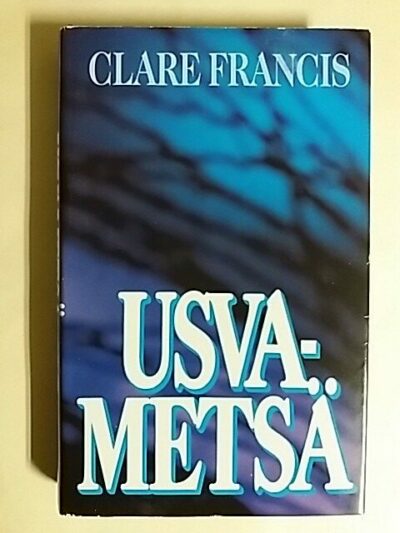 CLARE FRANCIS
USVA-
METSÄ